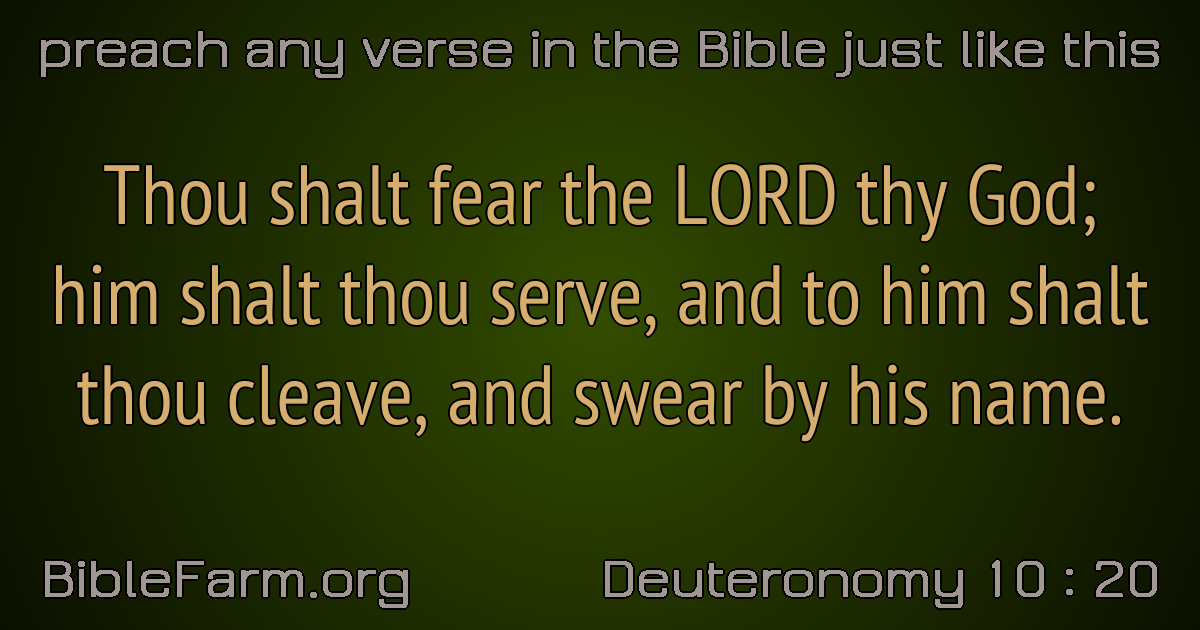 preach any verse in the Bible just like this
Thou shalt fear the LORD thy God;
him shalt thou serve, and to him shalt
thou cleave, and swear by his name.
BibleFarm.org
Deuteronomy 10 : 20